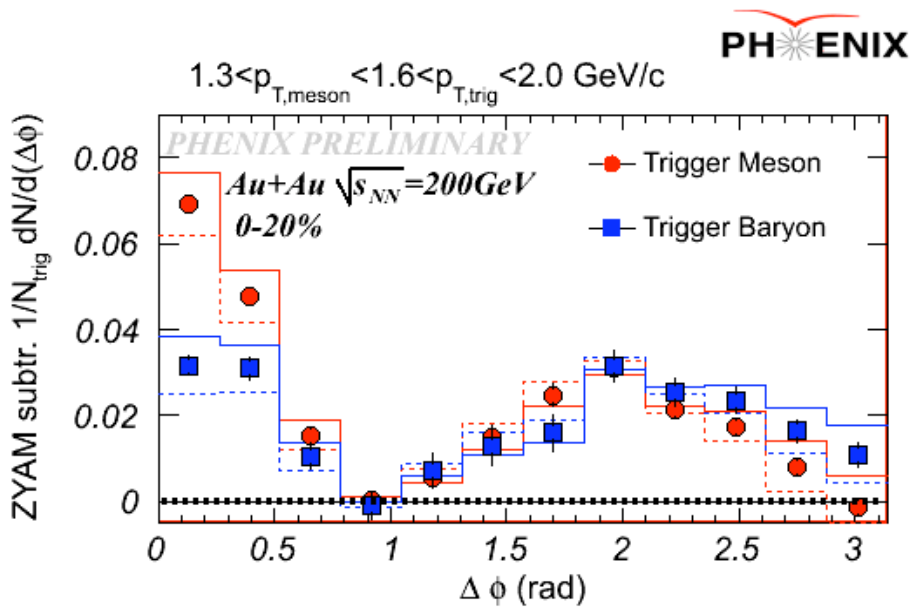 PHENIX
1.3<p_T,meson<1.6<p_T,trig<2.0 GeV/c
PHENIX PRELIMINARY
Au+Au √s_NN=200GeV
0-20%
Trigger Meson
Trigger Baryon
ZYAM subtr. 1/N_trig dN/d(Δϕ)
0.08
0.06
0.04
0.02
0
0 0.5 1 1.5 2 2.5 3
Δ ϕ (rad)